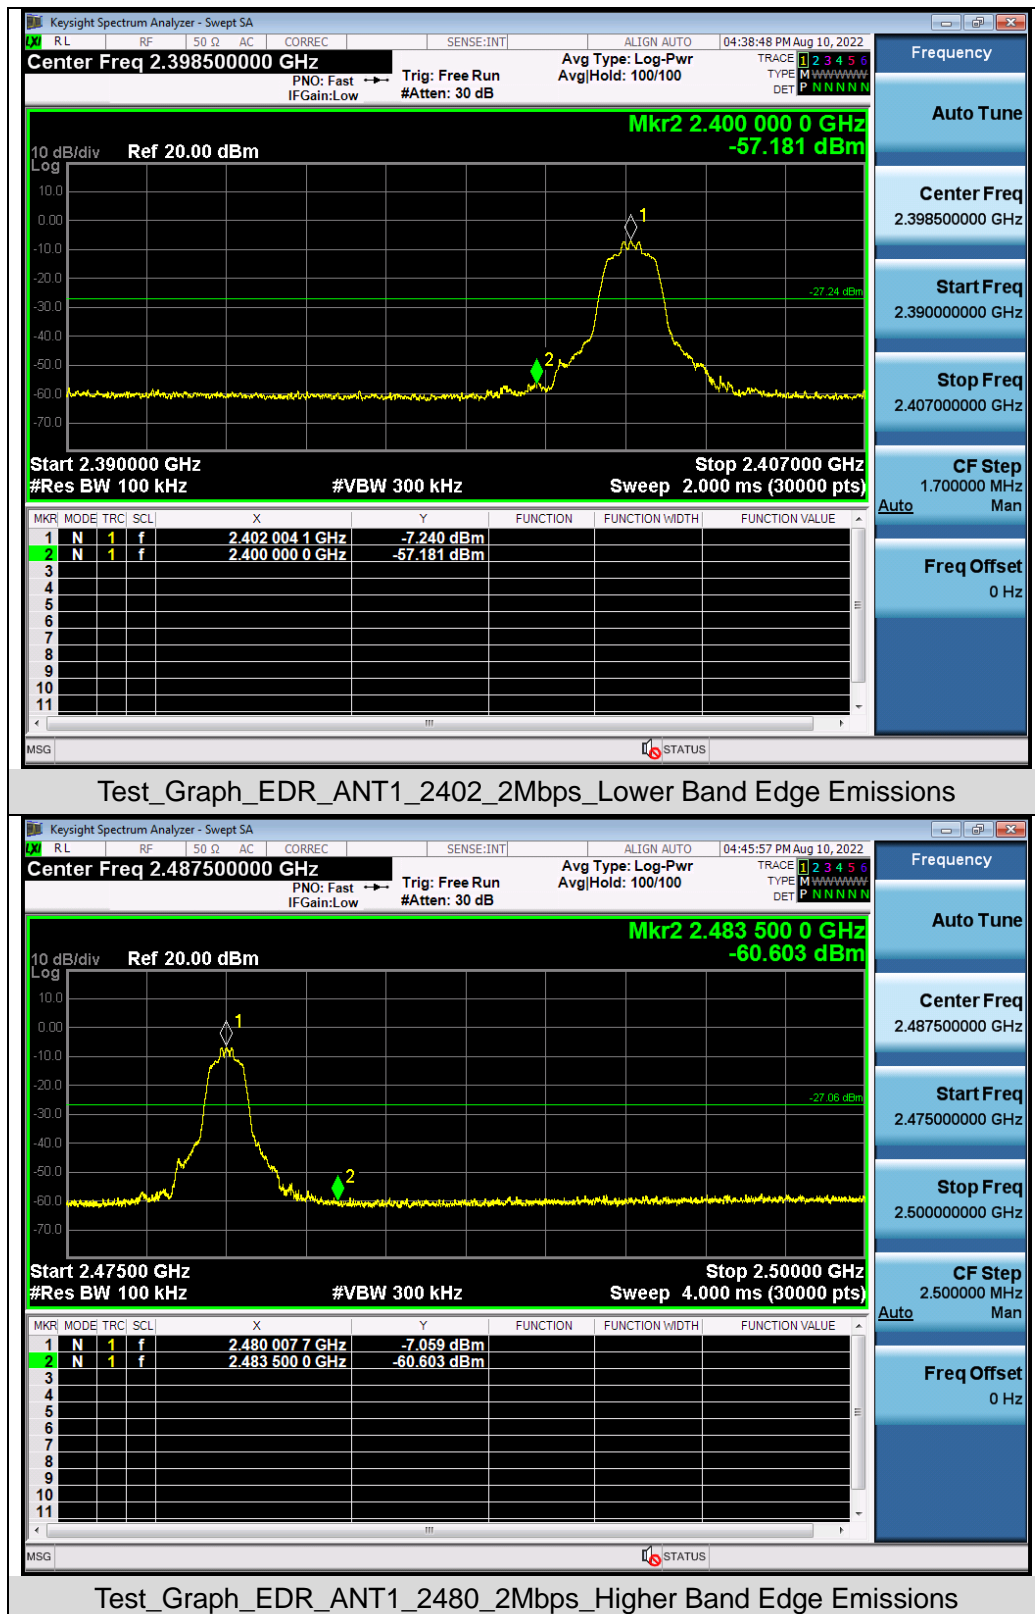 Keysight Spectrum Analyzer - Swept SA
LXI RL RF 50 Ω AC CORREC SENSE:INT ALIGN AUTO 04:38:48 PM Aug 10, 2022
Center Freq 2.398500000 GHz
PNO: Fast
IFGain:Low
Trig: Free Run
#Atten: 30 dB
Avg Type: Log-Pwr
Avg|Hold: 100/100
TRACE 1 2 3 4 5 6
TYPE M WWWWW
DET P N N N N N
Frequency
Auto Tune
Center Freq
2.398500000 GHz
Start Freq
2.390000000 GHz
Stop Freq
2.407000000 GHz
CF Step
1.700000 MHz
Auto Man
Freq Offset
0 Hz
Mkr2 2.400 000 0 GHz
-57.181 dBm
10 dB/div Ref 20.00 dBm
Log
10.0
1
0.00
-10.0
-20.0
-27.24 dBm
-30.0
-40.0
-50.0
2
-60.0
-70.0
Start 2.390000 GHz Stop 2.407000 GHz
#Res BW 100 kHz #VBW 300 kHz Sweep 2.000 ms (30000 pts)
MKR MODE TRC SCL X Y FUNCTION FUNCTION WIDTH FUNCTION VALUE
1 N 1 f 2.402 004 1 GHz -7.240 dBm
2 N 1 f 2.400 000 0 GHz -57.181 dBm
3
4
5
6
7
8
9
10
11
MSG STATUS
Test_Graph_EDR_ANT1_2402_2Mbps_Lower Band Edge Emissions
Keysight Spectrum Analyzer - Swept SA
LXI RL RF 50 Ω AC CORREC SENSE:INT ALIGN AUTO 04:45:57 PM Aug 10, 2022
Center Freq 2.487500000 GHz
PNO: Fast
IFGain:Low
Trig: Free Run
#Atten: 30 dB
Avg Type: Log-Pwr
Avg|Hold: 100/100
TRACE 1 2 3 4 5 6
TYPE M WWWWW
DET P N N N N N
Frequency
Auto Tune
Center Freq
2.487500000 GHz
Start Freq
2.475000000 GHz
Stop Freq
2.500000000 GHz
CF Step
2.500000 MHz
Auto Man
Freq Offset
0 Hz
Mkr2 2.483 500 0 GHz
-60.603 dBm
10 dB/div Ref 20.00 dBm
Log
10.0
1
0.00
-10.0
-20.0
-27.06 dBm
-30.0
-40.0
-50.0
2
-60.0
-70.0
Start 2.47500 GHz Stop 2.50000 GHz
#Res BW 100 kHz #VBW 300 kHz Sweep 4.000 ms (30000 pts)
MKR MODE TRC SCL X Y FUNCTION FUNCTION WIDTH FUNCTION VALUE
1 N 1 f 2.480 007 7 GHz -7.059 dBm
2 N 1 f 2.483 500 0 GHz -60.603 dBm
3
4
5
6
7
8
9
10
11
MSG STATUS
Test_Graph_EDR_ANT1_2480_2Mbps_Higher Band Edge Emissions